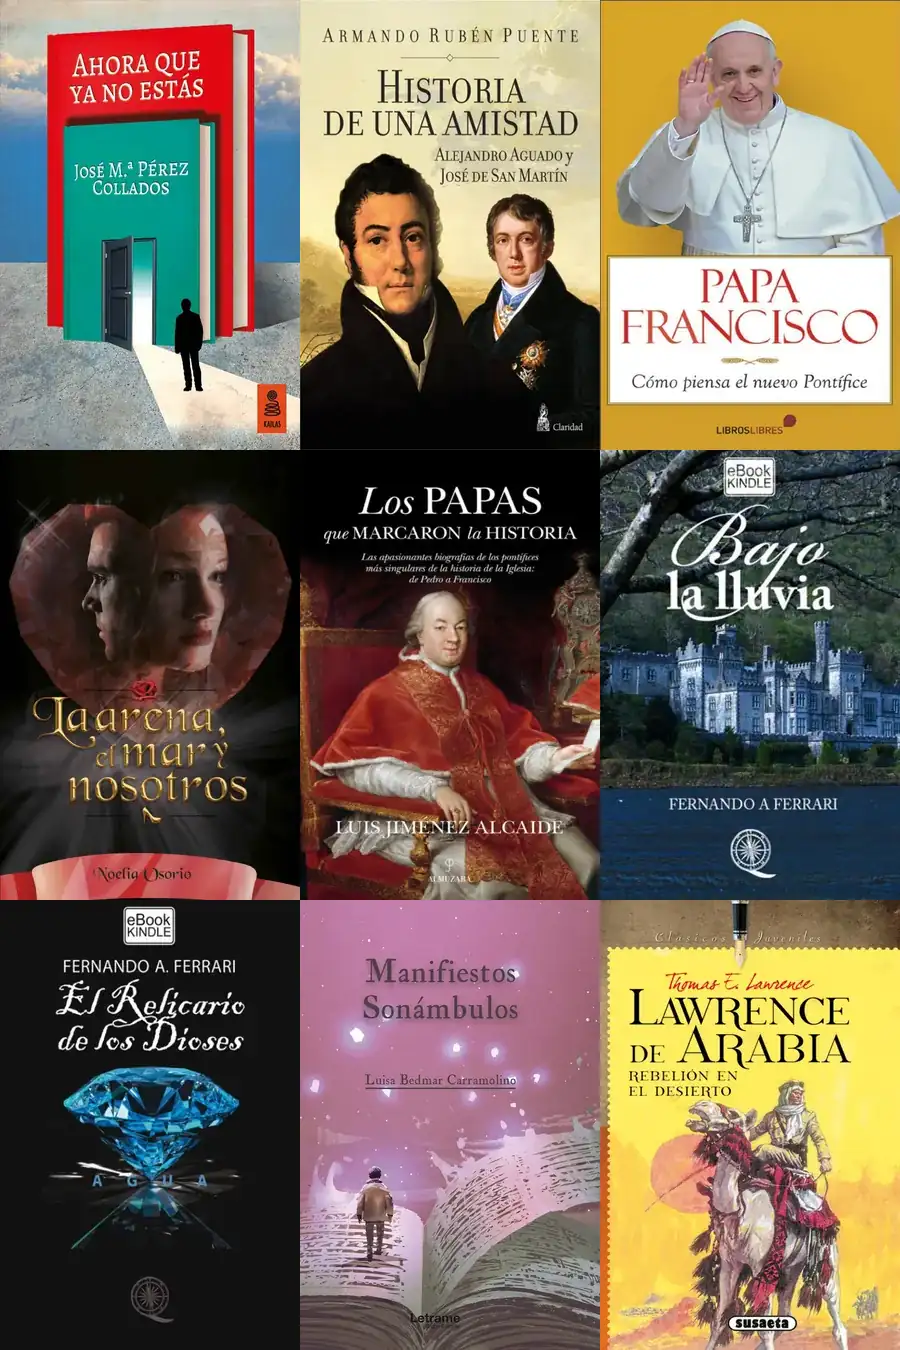 AHORA QUE
YA NO ESTÁS
JOSÉ M.ª PÉREZ
COLLADOS
KAILAS
ARMANDO RUBÉN PUENTE
HISTORIA
DE UNA AMISTAD
ALEJANDRO AGUADO Y
JOSÉ DE SAN MARTÍN
Claridad
PAPA
FRANCISCO
Cómo piensa el nuevo Pontífice
LIBROSLIBRES
La arena,
el mar y
nosotros
Noelia Osorio
Los PAPAS
que MARCARON la HISTORIA
Las apasionantes biografías de los pontífices
más singulares de la historia de la Iglesia:
de Pedro a Francisco
LUIS JIMÉNEZ ALCAIDE
ALMUZARA
eBook
KINDLE
Bajo
la lluvia
FERNANDO A FERRARI
eBook
KINDLE
FERNANDO A. FERRARI
El Relicario
de los Dioses
AGUA
Manifiestos
Sonámbulos
Luisa Bedmar Carramolino
Letrame
Clásicos Juveniles
Thomas E. Lawrence
LAWRENCE
DE ARABIA
REBELIÓN EN
EL DESIERTO
susaeta